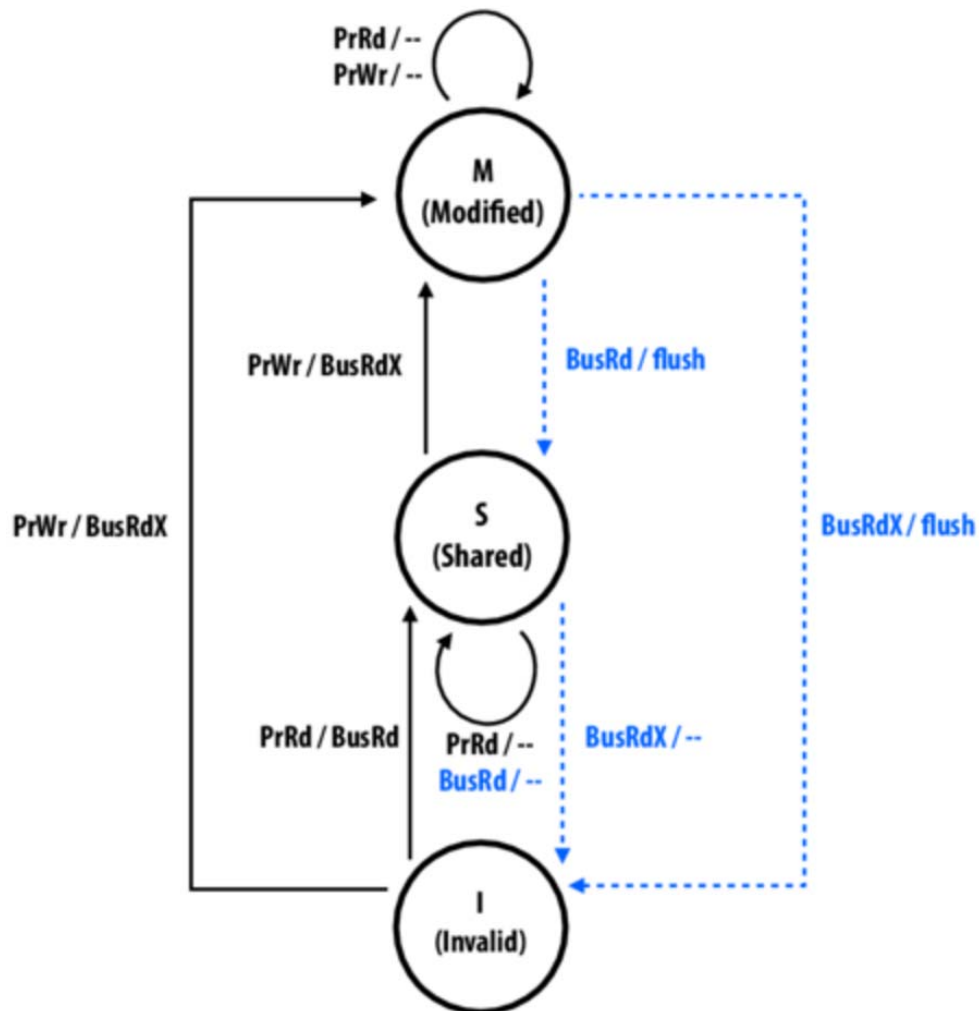 PrRd / --
PrWr / --
M
(Modified)
PrWr / BusRdX
BusRd / flush
PrWr / BusRdX
S
(Shared)
BusRdX / flush
PrRd / BusRd
PrRd / --
BusRd / --
BusRdX / --
I
(Invalid)